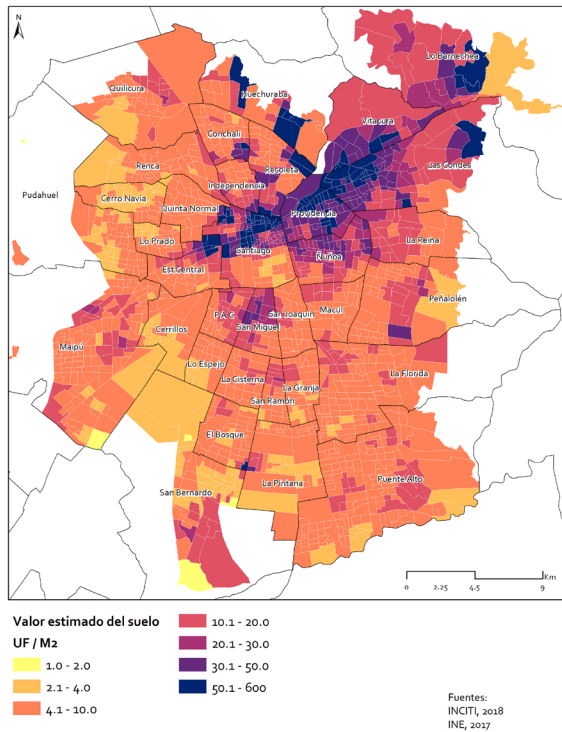 N
Lo Barnechea
Quilicura
Huechuraba
Vitacura
Conchalí
Las Condes
Renca
Recoleta
Independencia
Pudahuel
Cerro Navia
Quinta Normal
Providencia
Lo Prado
La Reina
Santiago
Ñuñoa
Est Central
Peñalolén
P A C
San Joaquín
Macul
Cerrillos
San Miguel
Maipú
Lo Espejo
La Florida
La Cisterna
La Granja
San Ramón
El Bosque
La Pintana
Puente Alto
San Bernardo
Km
0 2.25 4.5 9
Valor estimado del suelo
UF / M2
1.0 - 2.0
2.1 - 4.0
4.1 - 10.0
10.1 - 20.0
20.1 - 30.0
30.1 - 50.0
50.1 - 600
Fuentes:
INCITI, 2018
INE, 2017